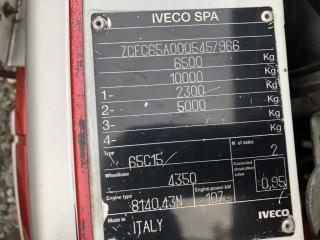 IVECO SPA
ZCFC65A0005457966
6500 Kg
10000 Kg
1- 2300 Kg
2- 5000 Kg
3- Kg
4- Kg
Type 65C15/ N of axles 2
Wheelbase 4350 Corrected absorption value 0,95
Engine type 8140.43N Engine power kW 107 /
Made in ITALY IVECO